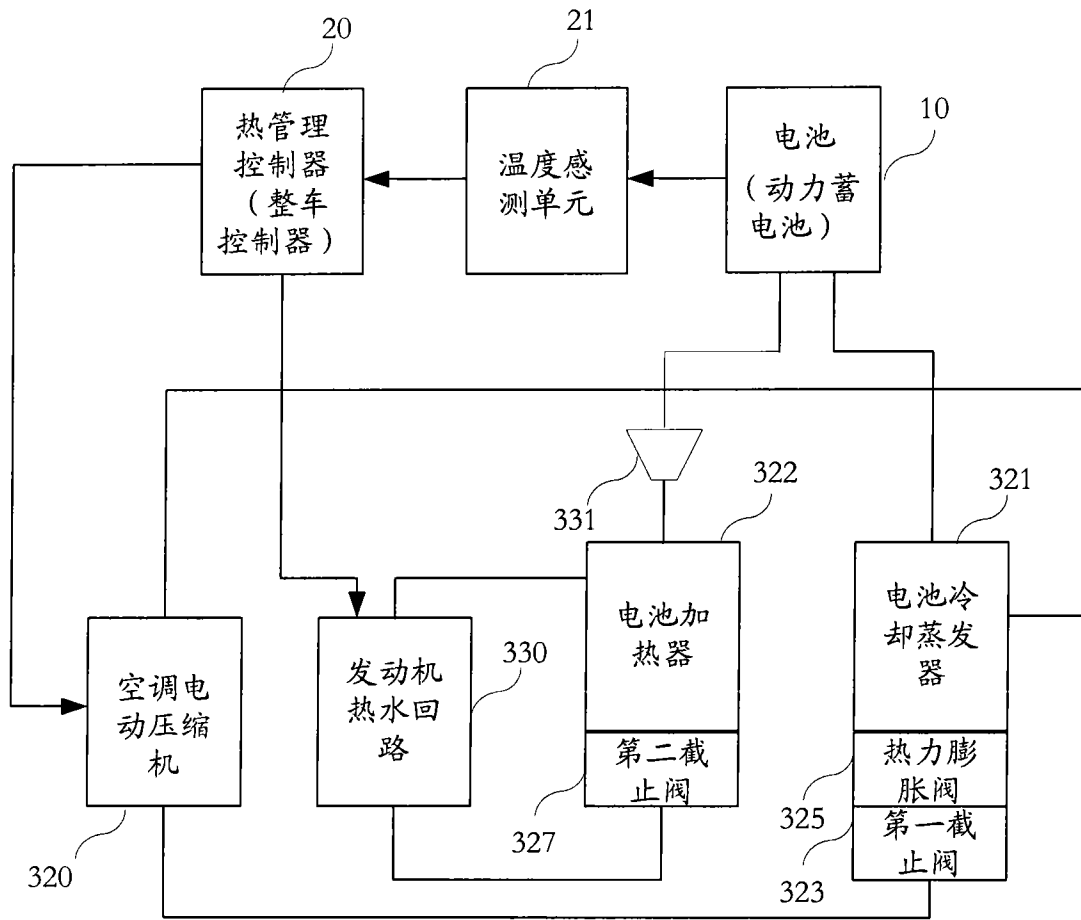 20
21
10
热管理
控制器
（整车
控制器）
温度感
测单元
电池
（动力蓄
电池）
331
322
321
电池加
热器
电池冷
却蒸发
器
330
空调电
动压缩
机
发动机
热水回
路
第二截
止阀
热力膨
胀阀
第一截
止阀
327
325
323
320